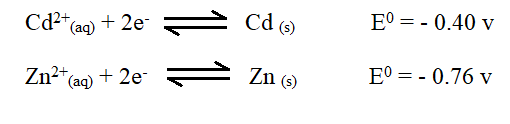 Cd²⁺(aq) + 2e⁻ ⇌ Cd (s) E⁰ = - 0.40 v
Zn²⁺(aq) + 2e⁻ ⇌ Zn (s) E⁰ = - 0.76 v